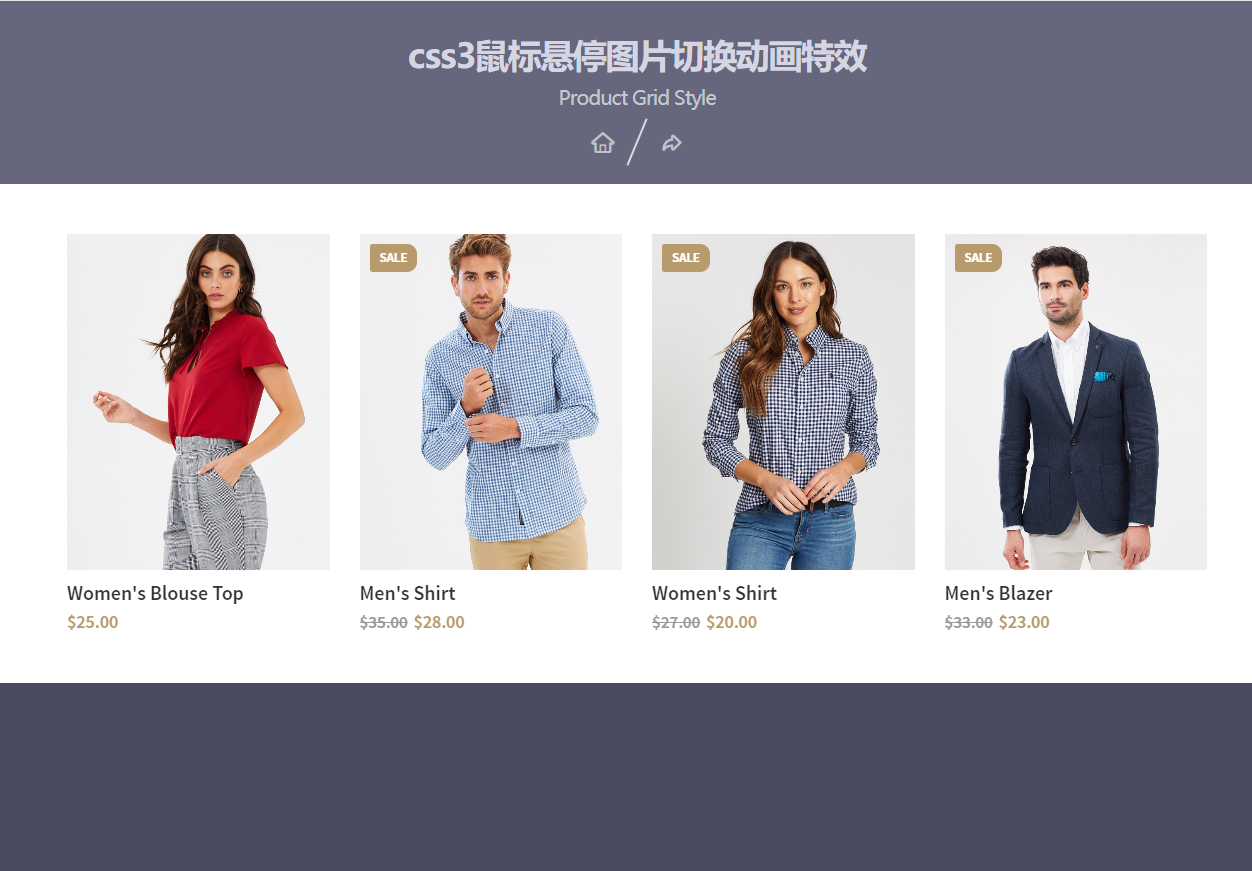 css3鼠标悬停图片切换动画特效
Product Grid Style
SALE
SALE
SALE
Women's Blouse Top
$25.00
Men's Shirt
$35.00 $28.00
Women's Shirt
$27.00 $20.00
Men's Blazer
$33.00 $23.00